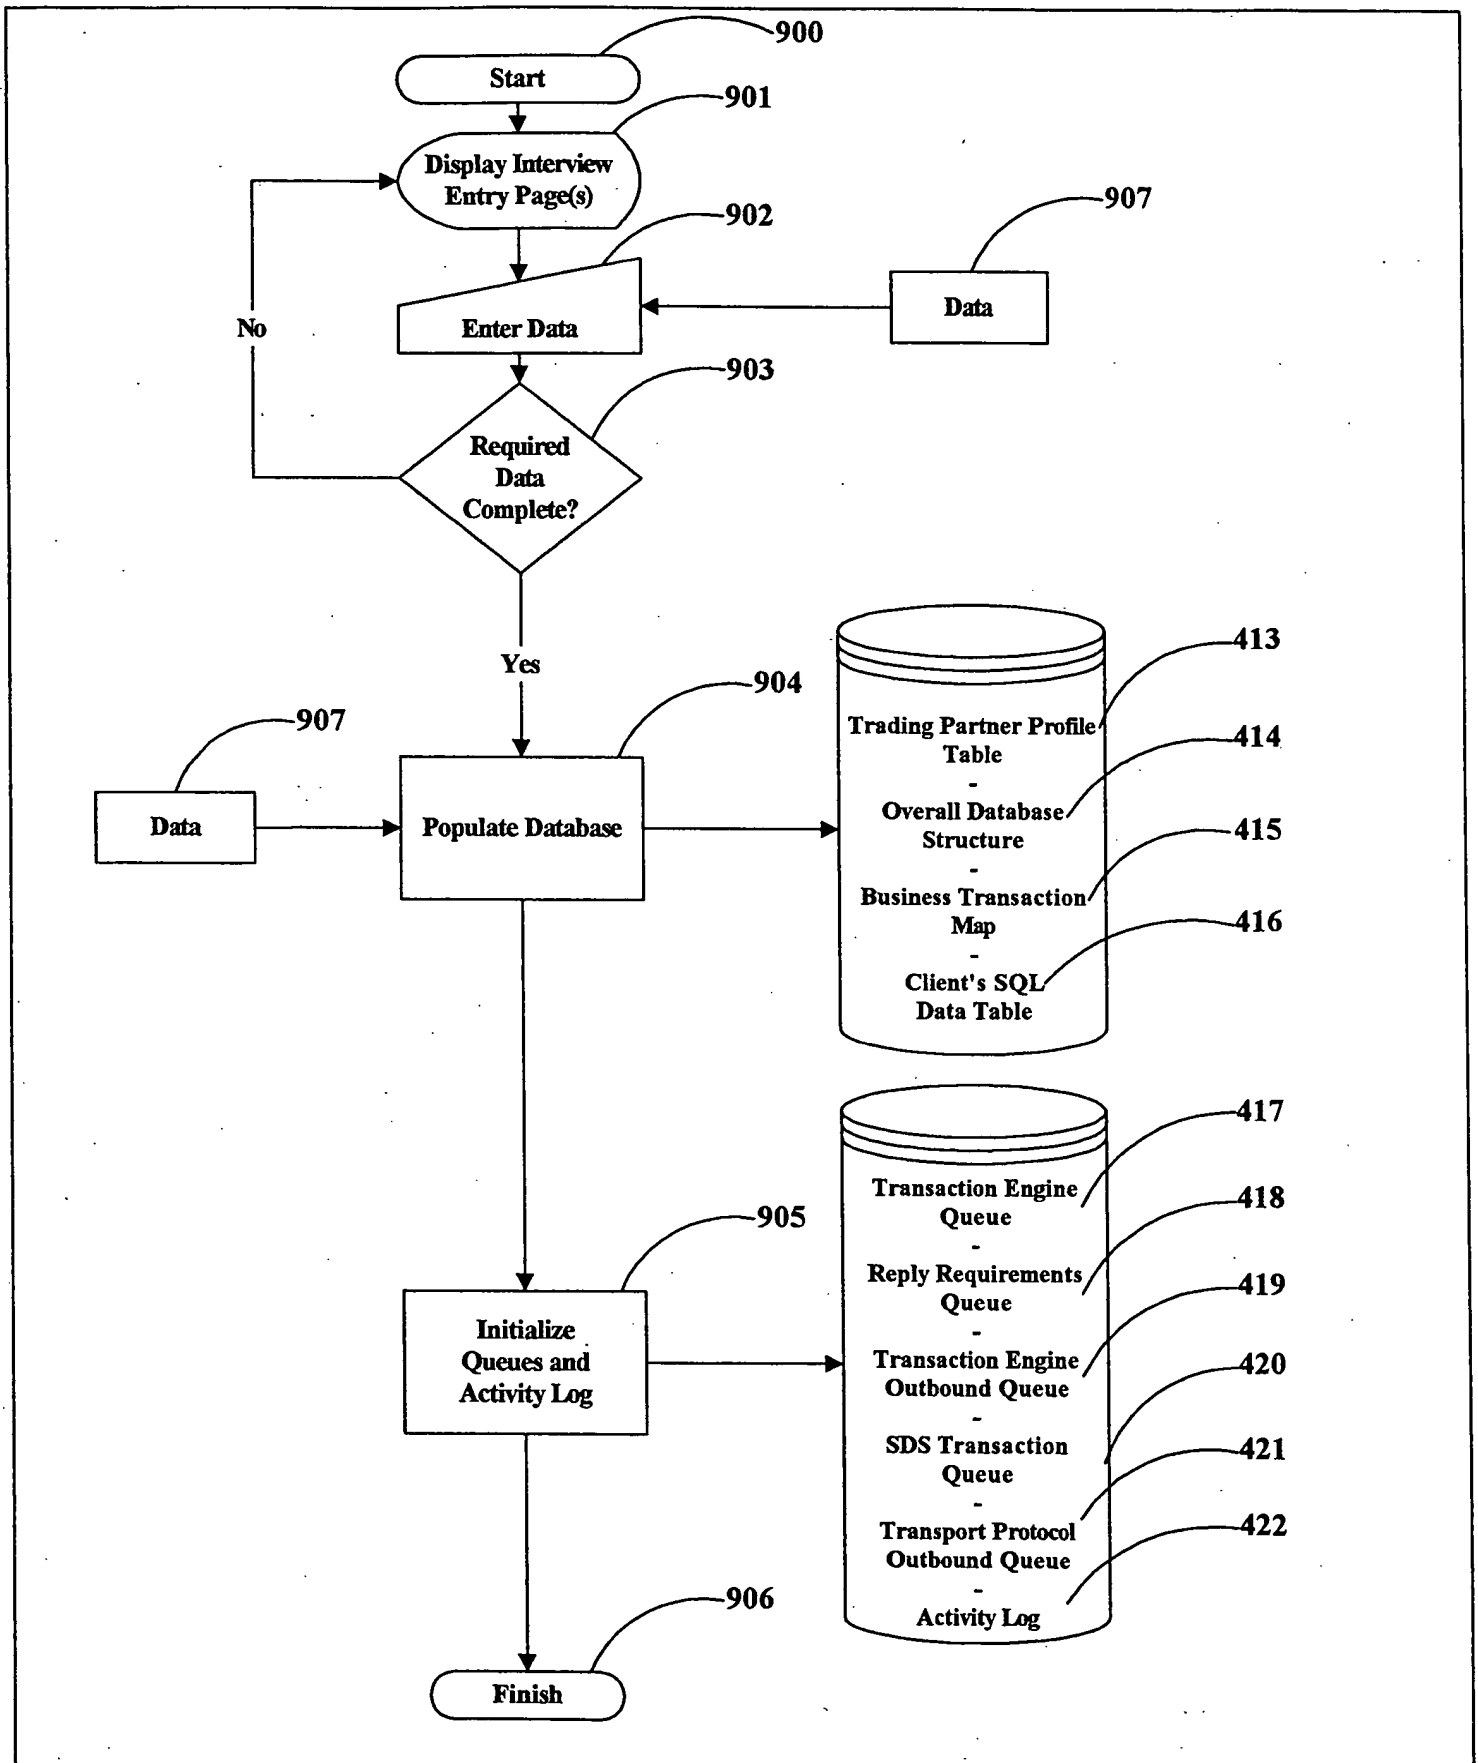 900
Start
901
Display Interview
Entry Page(s)
902
907
Enter Data
Data
No
903
Required
Data
Complete?
Yes
904
907
Data
Populate Database
413
Trading Partner Profile
Table
-
414
Overall Database
Structure
-
415
Business Transaction
Map
-
416
Client's SQL
Data Table
417
Transaction Engine
Queue
-
418
Reply Requirements
Queue
-
419
Transaction Engine
Outbound Queue
-
420
SDS Transaction
Queue
-
421
Transport Protocol
Outbound Queue
-
422
Activity Log
905
Initialize
Queues and
Activity Log
906
Finish